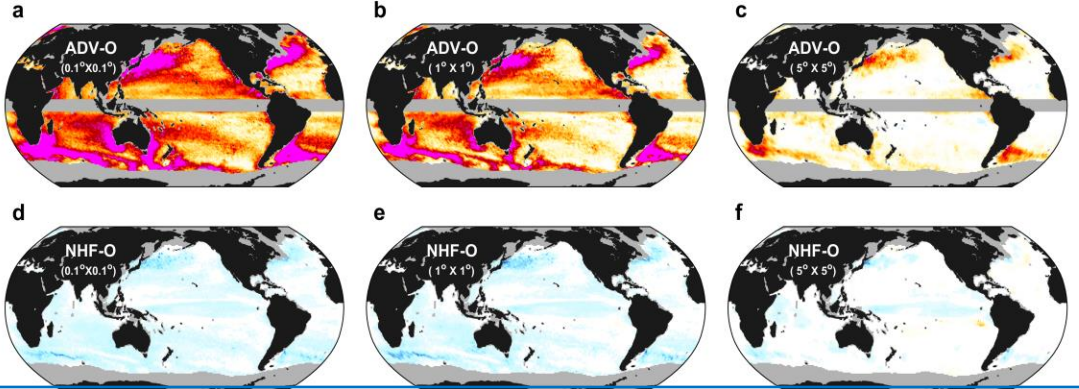 a
b
c
ADV-O
(0.1°X0.1°)
ADV-O
(1° X 1°)
ADV-O
(5° X 5°)
d
e
f
NHF-O
(0.1°X0.1°)
NHF-O
(1° X 1°)
NHF-O
(5° X 5°)